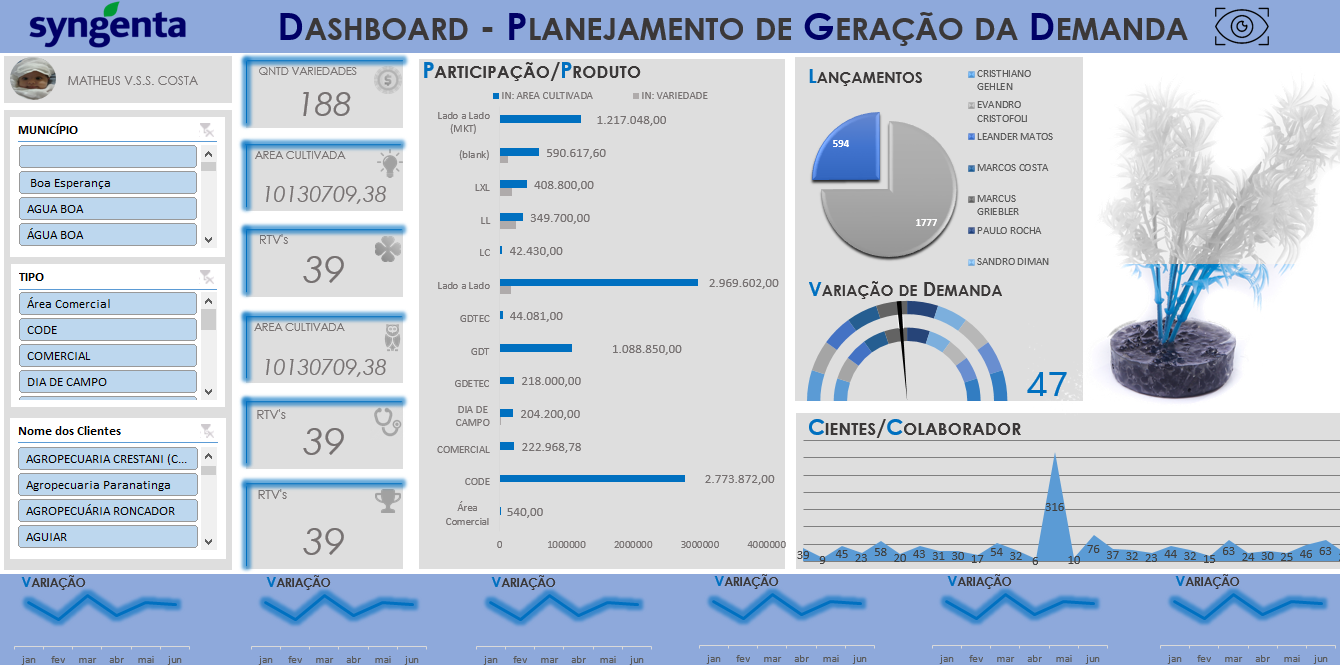 syngenta
DASHBOARD - PLANEJAMENTO DE GERAÇÃO DA DEMANDA
MATHEUS V.S.S. COSTA
MUNICÍPIO
Boa Esperança
AGUA BOA
ÁGUA BOA
TIPO
Área Comercial
CODE
COMERCIAL
DIA DE CAMPO
Nome dos Clientes
AGROPECUARIA CRESTANI (C...
Agropecuaria Paranatinga
AGROPECUÁRIA RONCADOR
AGUIAR
QNTD VARIEDADES
188
AREA CULTIVADA
10130709,38
RTV's
39
AREA CULTIVADA
10130709,38
RTV's
39
RTV's
39
PARTICIPAÇÃO/PRODUTO
IN: AREA CULTIVADA IN: VARIEDADE
Lado a Lado
(MKT)
1.217.048,00
(blank) 590.617,60
LXL 408.800,00
LL 349.700,00
LC 42.430,00
Lado a Lado 2.969.602,00
GDTEC 44.081,00
GDT 1.088.850,00
GDETEC 218.000,00
DIA DE
CAMPO
204.200,00
COMERCIAL 222.968,78
CODE 2.773.872,00
Área
Comercial
540,00
0 1000000 2000000 3000000 4000000
LANÇAMENTOS
594
1777
CRISTHIANO
GEHLEN
EVANDRO
CRISTOFOLI
LEANDER MATOS
MARCOS COSTA
MARCUS
GRIEBLER
PAULO ROCHA
SANDRO DIMAN
VARIAÇÃO DE DEMANDA
47
CIENTES/COLABORADOR
39 9 45 23 58 20 43 31 30 17 54 32 6 316 10 76 37 32 23 44 32 15 63 24 30 25 46 63
VARIAÇÃO
jan fev mar abr mai jun
VARIAÇÃO
jan fev mar abr mai jun
VARIAÇÃO
jan fev mar abr mai jun
VARIAÇÃO
jan fev mar abr mai jun
VARIAÇÃO
jan fev mar abr mai jun
VARIAÇÃO
jan fev mar abr mai jun